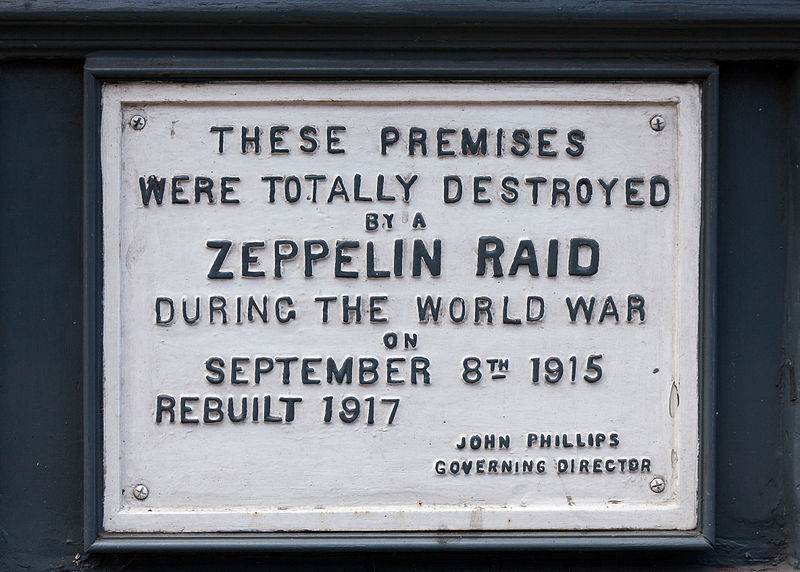 THESE PREMISES
WERE TOTALLY DESTROYED
BY A
ZEPPELIN RAID
DURING THE WORLD WAR
ON
SEPTEMBER 8TH 1915
REBUILT 1917
JOHN PHILLIPS
GOVERNING DIRECTOR